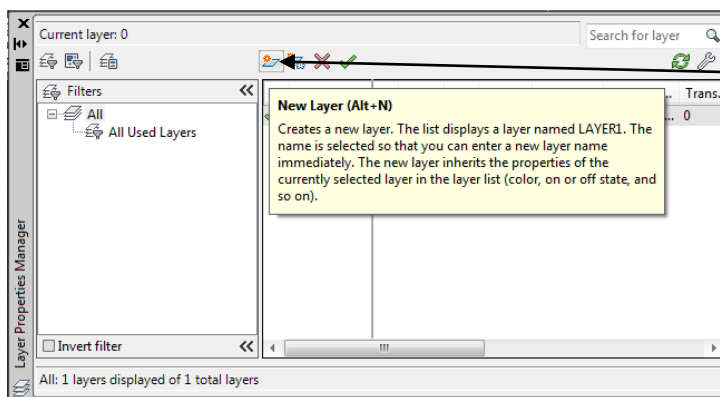 Current layer: 0
Search for layer
Filters
All
All Used Layers
.. Trans.
... 0
New Layer (Alt+N)
Creates a new layer. The list displays a layer named LAYER1. The
name is selected so that you can enter a new layer name
immediately. The new layer inherits the properties of the
currently selected layer in the layer list (color, on or off state, and
so on).
Invert filter
All: 1 layers displayed of 1 total layers
Layer Properties Manager